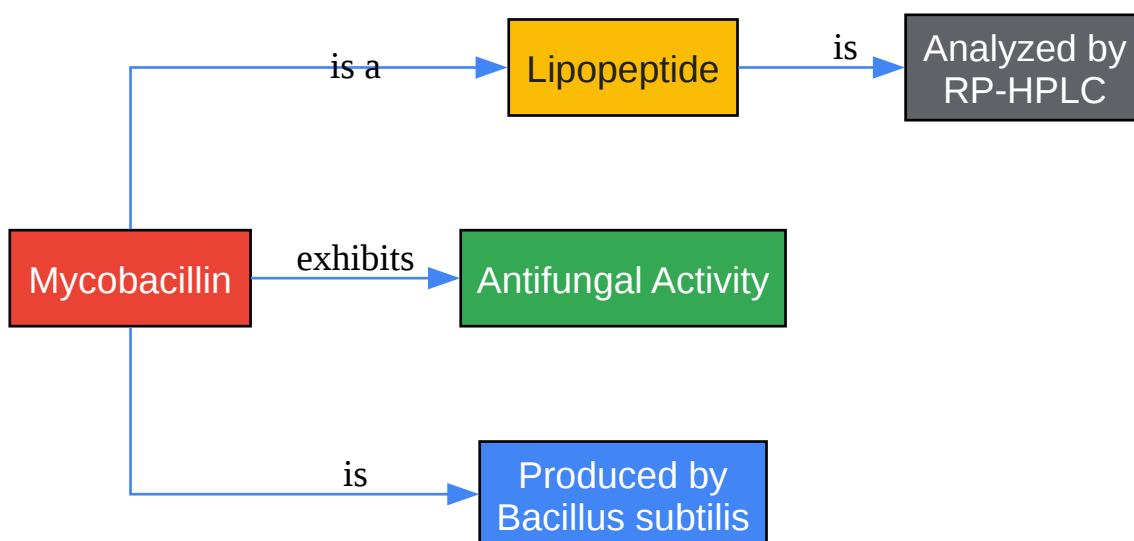 is a
Lipopeptide
is
Analyzed by
RP-HPLC
Mycobacillin
exhibits
Antifungal Activity
is
Produced by
Bacillus subtilis